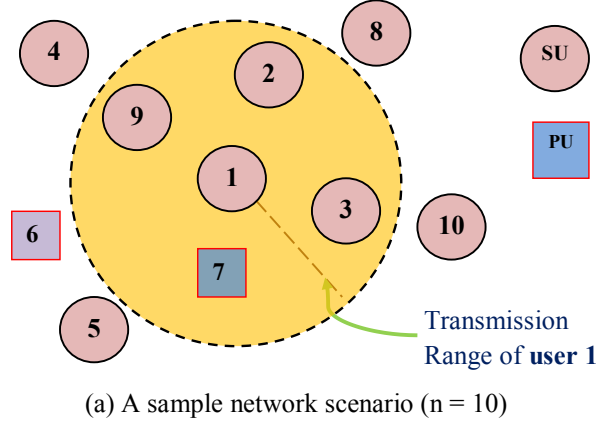 4
8
SU
2
9
PU
1
3
10
6
7
5
Transmission
Range of user 1
(a) A sample network scenario (n = 10)